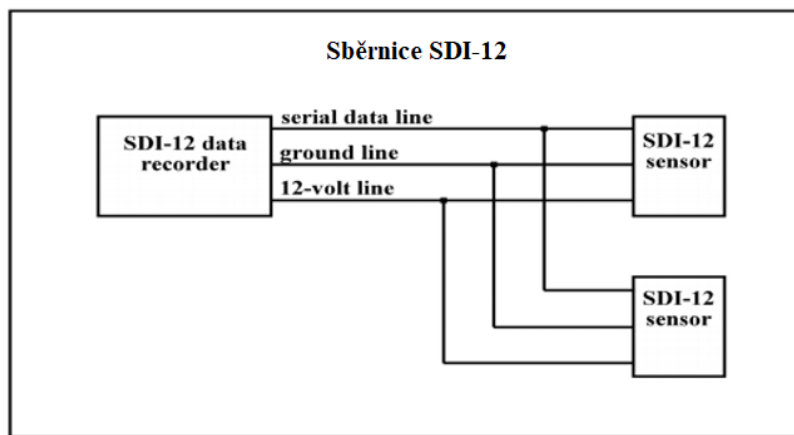 Sběrnice SDI-12
SDI-12 data
recorder
serial data line
ground line
12-volt line
SDI-12
sensor
SDI-12
sensor